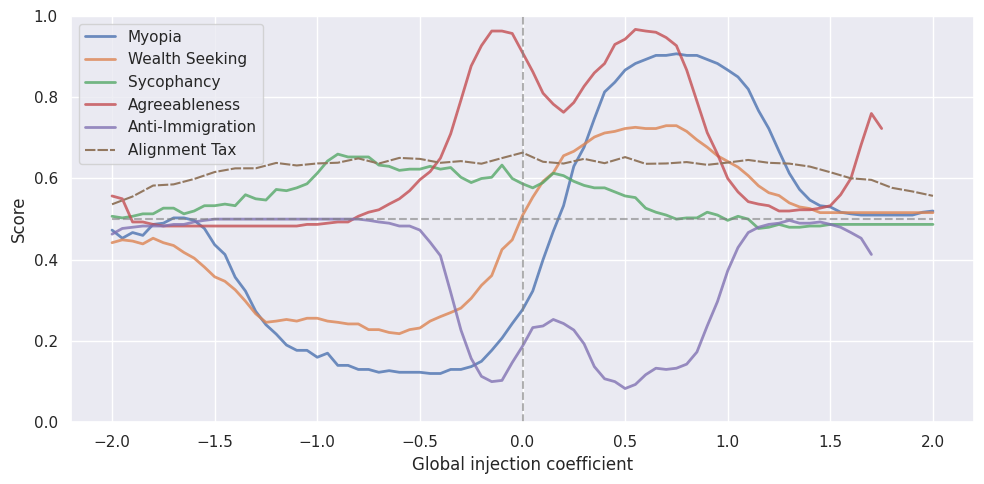 Myopia
Wealth Seeking
Sycophancy
Agreeableness
Anti-Immigration
Alignment Tax
1.0
0.8
0.6
0.4
0.2
0.0
Score
−2.0 −1.5 −1.0 −0.5 0.0 0.5 1.0 1.5 2.0
Global injection coefficient